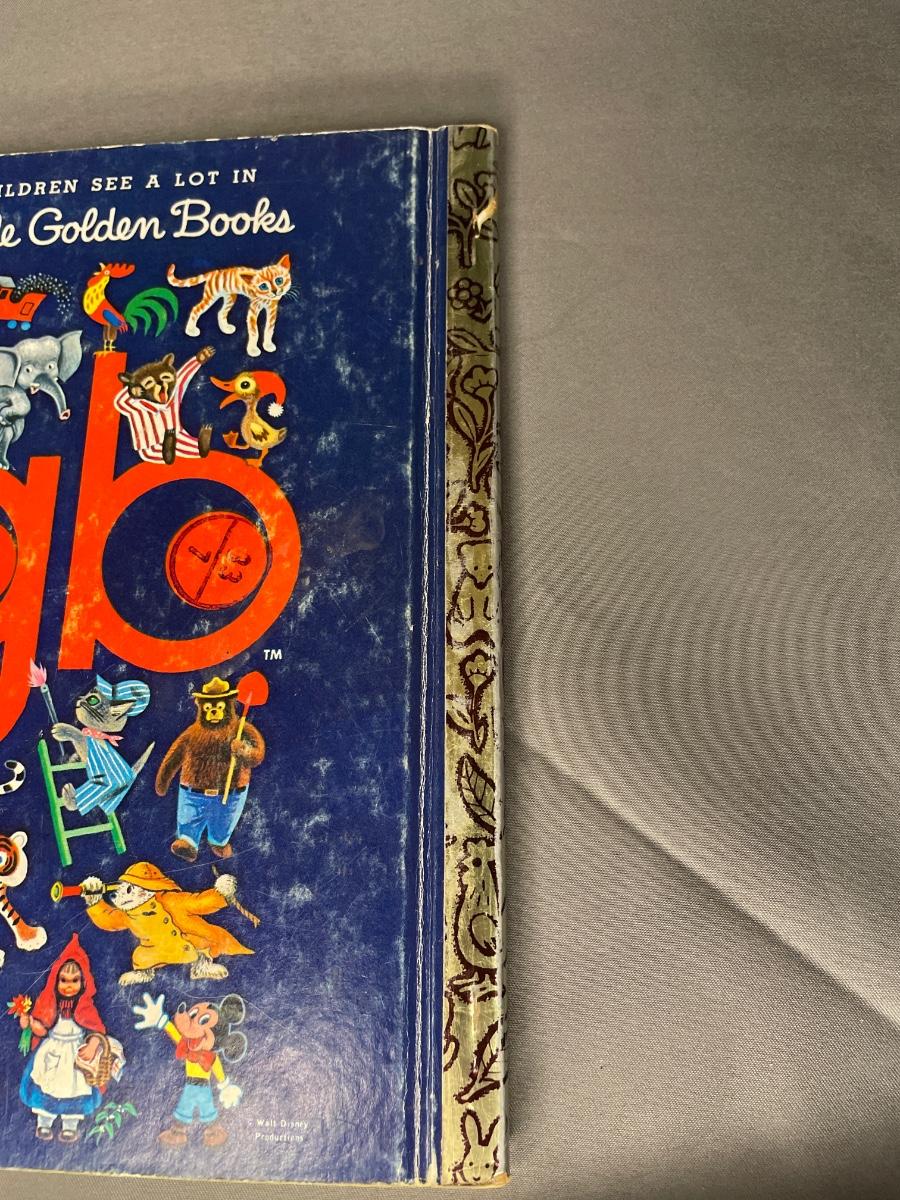 ILDREN SEE A LOT IN
le Golden Books
gb
TM
© Walt Disney
Productions